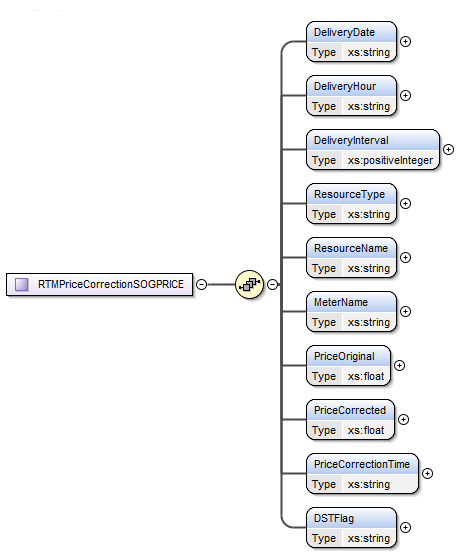 DeliveryDate
Type xs:string
DeliveryHour
Type xs:string
DeliveryInterval
Type xs:positiveInteger
ResourceType
Type xs:string
ResourceName
Type xs:string
RTMPriceCorrectionSOGPRICE
MeterName
Type xs:string
PriceOriginal
Type xs:float
PriceCorrected
Type xs:float
PriceCorrectionTime
Type xs:string
DSTFlag
Type xs:string